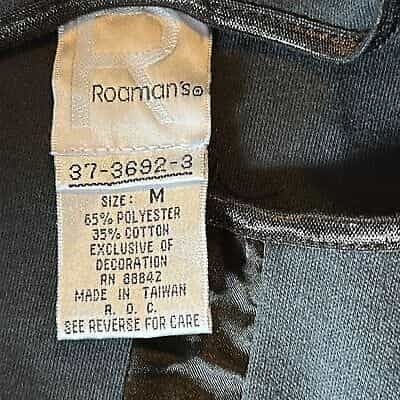 R
Roaman's®
37-3692-3
SIZE: M
65% POLYESTER
35% COTTON
EXCLUSIVE OF
DECORATION
RN 88842
MADE IN TAIWAN
R. O. C.
SEE REVERSE FOR CARE